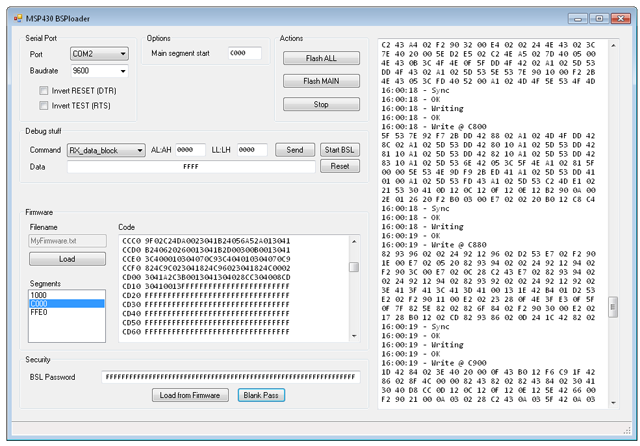 MSP430 BSPloader
Serial Port
Port COM2
Baudrate 9600
Invert RESET (DTR)
Invert TEST (RTS)
Options
Main segment start C000
Actions
Flash ALL
Flash MAIN
Stop
Debug stuff
Command RX_data_block AL:AH 0000 LL:LH 0000 Send Start BSL
Data FFFF Reset
Firmware
Filename
MyFirmware.txt
Load
Segments
1000
C000
FFE0
Code
CCC0 9F02C24DA0023041B24056A52A013041
CCD0 B240620260013041B2D00300B0013041
CCE0 3C400010304070C93C404010304070C9
CCF0 824C9C023041824C96023041824C0002
CD00 3041A2C3B0013041304028CC304008CD
CD10 30410013FFFFFFFFFFFFFFFFFFFFFFFF
CD20 FFFFFFFFFFFFFFFFFFFFFFFFFFFFFFFF
CD30 FFFFFFFFFFFFFFFFFFFFFFFFFFFFFFFF
CD40 FFFFFFFFFFFFFFFFFFFFFFFFFFFFFFFF
CD50 FFFFFFFFFFFFFFFFFFFFFFFFFFFFFFFF
CD60 FFFFFFFFFFFFFFFFFFFFFFFFFFFFFFFF
Security
BSL Password FFFFFFFFFFFFFFFFFFFFFFFFFFFFFFFFFFFFFFFFFFFFFFFFFFFFFFFFFFFFFFFF
Load from Firmware Blank Pass
C2 43 A4 02 F2 90 32 00 E4 02 02 24 4E 43 02 3C
7E 40 20 00 5E D2 E5 02 C2 4E A5 02 7D 40 05 00
4E 43 0B 3C 4F 4E 0F 5F DD 4F 42 02 A1 02 5D 53
DD 4F 43 02 A1 02 5D 53 5E 53 7E 90 10 00 F2 2B
4E 43 05 3C FD 40 52 00 A1 02 4D 4F 5E 53 4F 4D
16:00:18 - Sync
16:00:18 - OK
16:00:18 - Writing
16:00:18 - OK
16:00:18 - Write @ C800
5F 53 7E 92 F7 2B DD 42 88 02 A1 02 4D 4F DD 42
8C 02 A1 02 5D 53 DD 42 80 10 A1 02 5D 53 DD 42
81 10 A1 02 5D 53 DD 42 82 10 A1 02 5D 53 DD 42
83 10 A1 02 5D 53 6E 42 05 3C 5F 4E A1 02 81 5F
00 00 5E 53 4E 9D F9 2B ED 41 A1 02 5D 53 DD 41
01 00 A1 02 5D 53 FD 43 A1 02 5D 53 C2 4D E1 02
21 53 30 41 0D 12 0C 12 0F 12 0E 12 B2 90 0A 00
2E 01 26 20 F2 B0 03 00 E7 02 02 20 B0 12 C8 C4
16:00:18 - Sync
16:00:18 - OK
16:00:18 - Writing
16:00:19 - OK
16:00:19 - Write @ C880
82 93 96 02 02 24 92 12 96 02 D2 53 E7 02 F2 90
1E 00 E7 02 05 20 82 93 94 02 02 24 92 12 94 02
F2 90 3C 00 E7 02 0C 28 C2 43 E7 02 82 93 94 02
02 24 92 12 94 02 82 93 92 02 02 24 92 12 92 02
3E 41 3F 41 3C 41 3D 41 00 13 1E 42 B4 01 D2 53
E2 02 F2 90 11 00 E2 02 23 28 0F 4E 3F E3 0F 5F
0F 7F 82 5E 82 02 82 6F 84 02 F2 90 30 00 E2 02
17 28 B0 12 02 CD 82 93 86 02 0D 24 1C 42 82 02
16:00:19 - Sync
16:00:19 - OK
16:00:19 - Writing
16:00:19 - OK
16:00:19 - Write @ C900
1D 42 84 02 3E 40 20 00 0F 43 B0 12 F6 C9 1F 42
86 02 0F 4C 00 00 82 43 82 02 82 43 84 02 30 41
30 40 D8 CC 0D 12 0C 12 0F 12 0E 12 5E 42 66 00
F2 90 21 00 0A 03 02 28 C2 43 0A 03 5F 42 0A 03